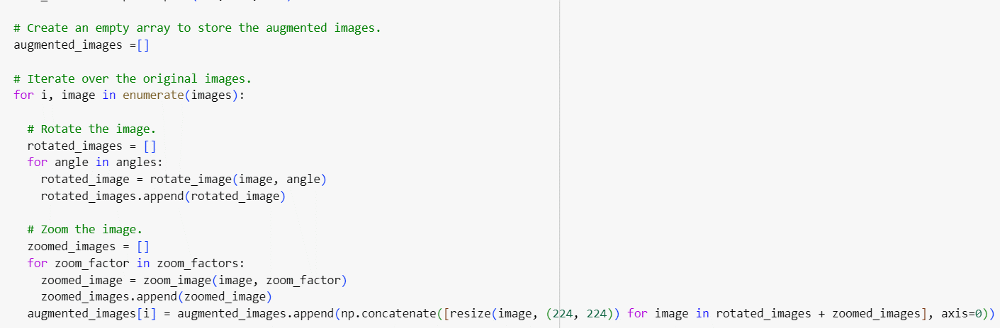 # Create an empty array to store the augmented images.
augmented_images =[]
# Iterate over the original images.
for i, image in enumerate(images):
# Rotate the image.
rotated_images = []
for angle in angles:
rotated_image = rotate_image(image, angle)
rotated_images.append(rotated_image)
# Zoom the image.
zoomed_images = []
for zoom_factor in zoom_factors:
zoomed_image = zoom_image(image, zoom_factor)
zoomed_images.append(zoomed_image)
augmented_images[i] = augmented_images.append(np.concatenate([resize(image, (224, 224)) for image in rotated_images + zoomed_images], axis=0))